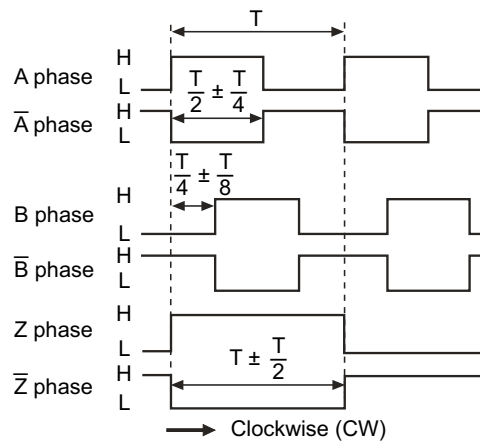 T
H
A phase
L
T/2 ± T/4
H
A̅ phase
L
T/4 ± T/8
H
B phase
L
H
B̅ phase
L
H
Z phase
L
T ± T/2
H
Z̅ phase
L
Clockwise (CW)